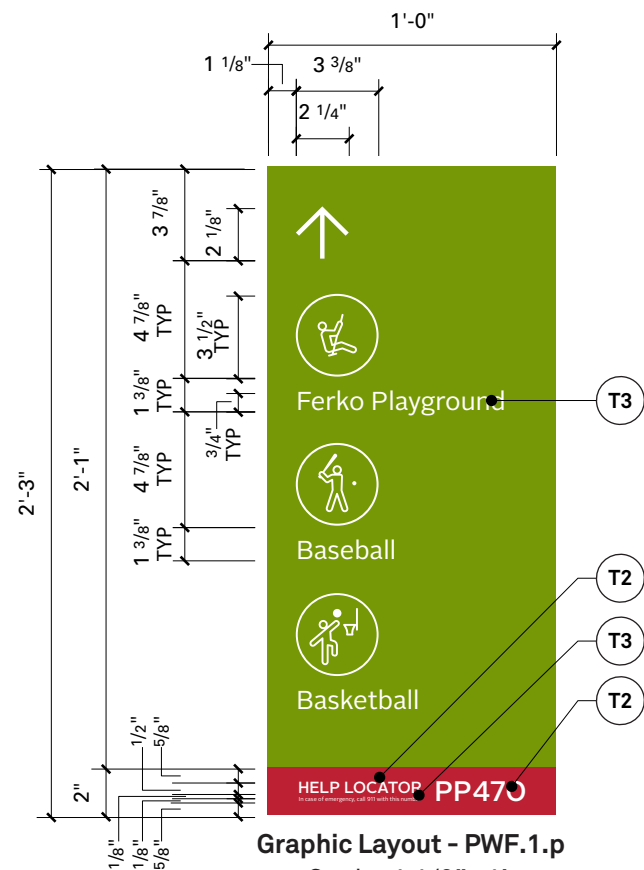 1'-0"
1 1/8"
3 3/8"
2 1/4"
3 7/8"
2 1/8"
4 7/8"
TYP
3 1/2"
TYP
1 3/8"
TYP
3/4"
TYP
4 7/8"
TYP
1 3/8"
TYP
2'-3"
2'-1"
2"
1/2"
5/8"
1/8"
1/8"
5/8"
Ferko Playground
T3
Baseball
T2
T3
Basketball
T2
HELP LOCATOR
PP470
In case of emergency, call 911 with this
Graphic Layout - PWF.1.p